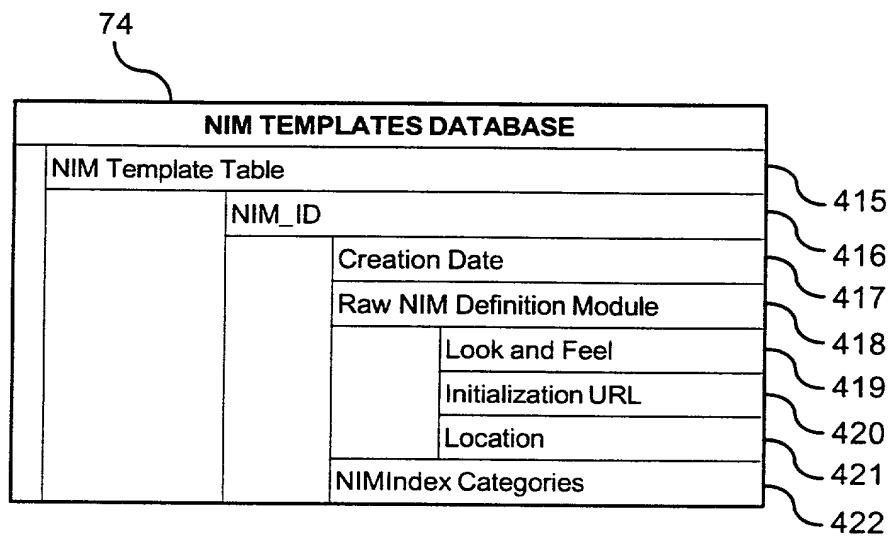 74
NIM TEMPLATES DATABASE
NIM Template Table
415
NIM_ID
416
Creation Date
417
Raw NIM Definition Module
418
Look and Feel
419
Initialization URL
420
Location
421
NIMIndex Categories
422